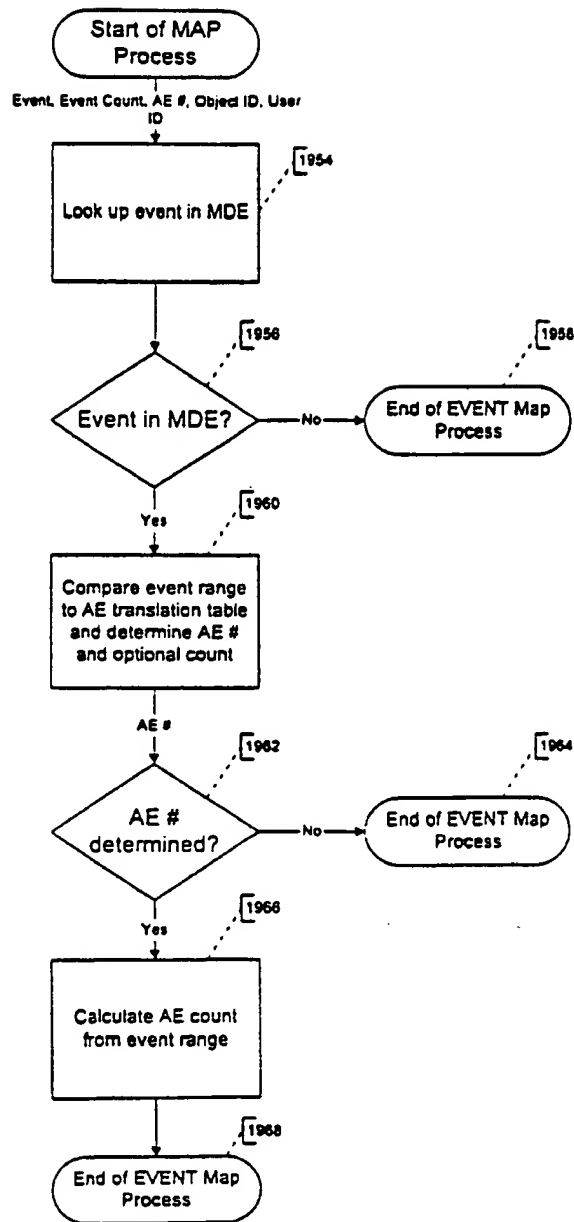 Start of MAP
Process
Event, Event Count, AE #, Object ID, User
ID
1954
Look up event in MDE
1956
1958
Event in MDE?
No
End of EVENT Map
Process
Yes
1960
Compare event range
to AE translation table
and determine AE #
and optional count
AE #
1962
1964
AE #
determined?
No
End of EVENT Map
Process
Yes
1966
Calculate AE count
from event range
1968
End of EVENT Map
Process